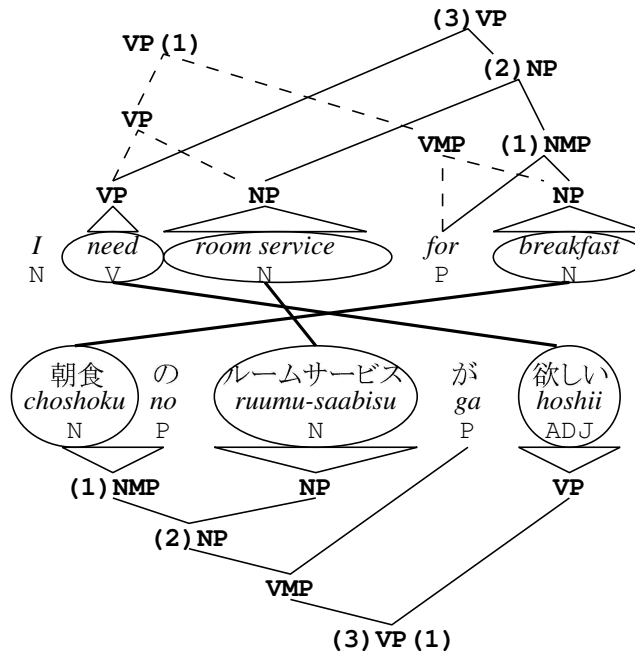 (3)VP
VP(1)
(2)NP
VP
VMP (1)NMP
VP NP NP
I need room service for breakfast
N V N P N
朝食 の ルームサービス が 欲しい
choshoku no ruumu-saabisu ga hoshii
N P N P ADJ
(1)NMP NP VP
(2)NP
VMP
(3)VP(1)